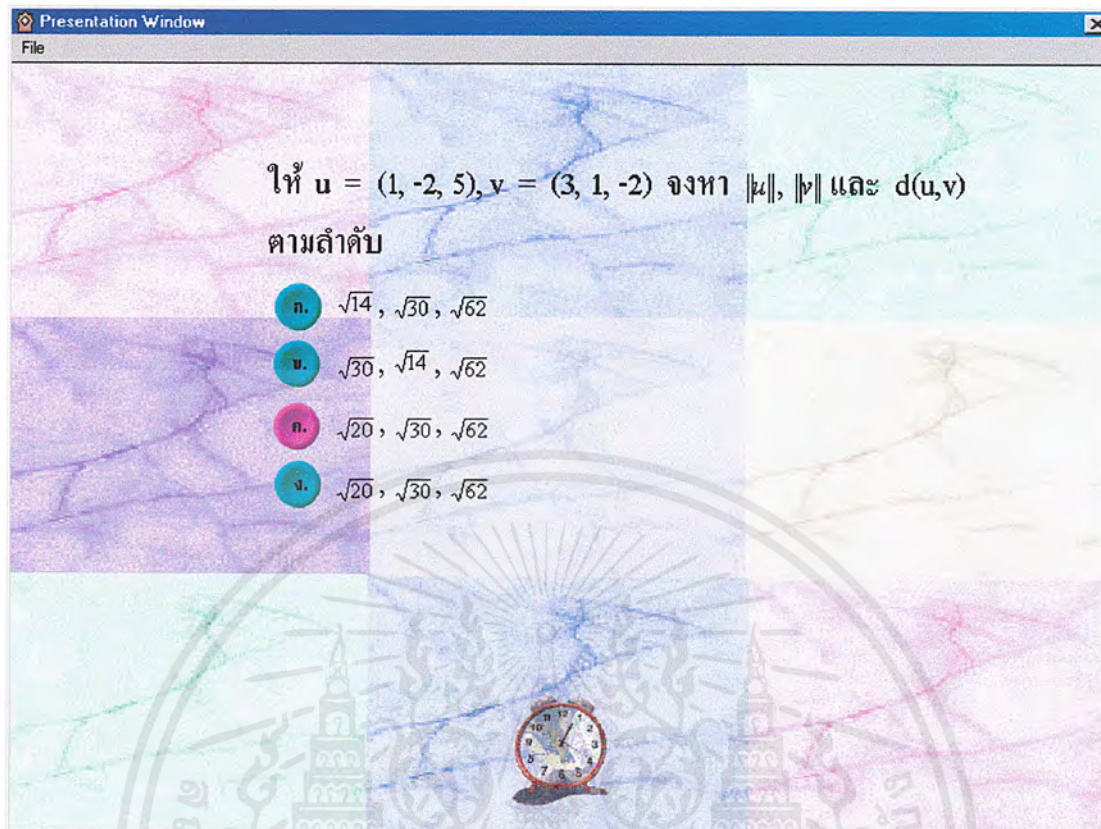 Presentation Window
File
ให้ u = (1, -2, 5), v = (3, 1, -2) จงหา ‖u‖, ‖v‖ และ d(u,v)
ตามลำดับ
ก. √14 , √30 , √62
ข. √30 , √14 , √62
ค. √20 , √30 , √62
ง. √20 , √30 , √62